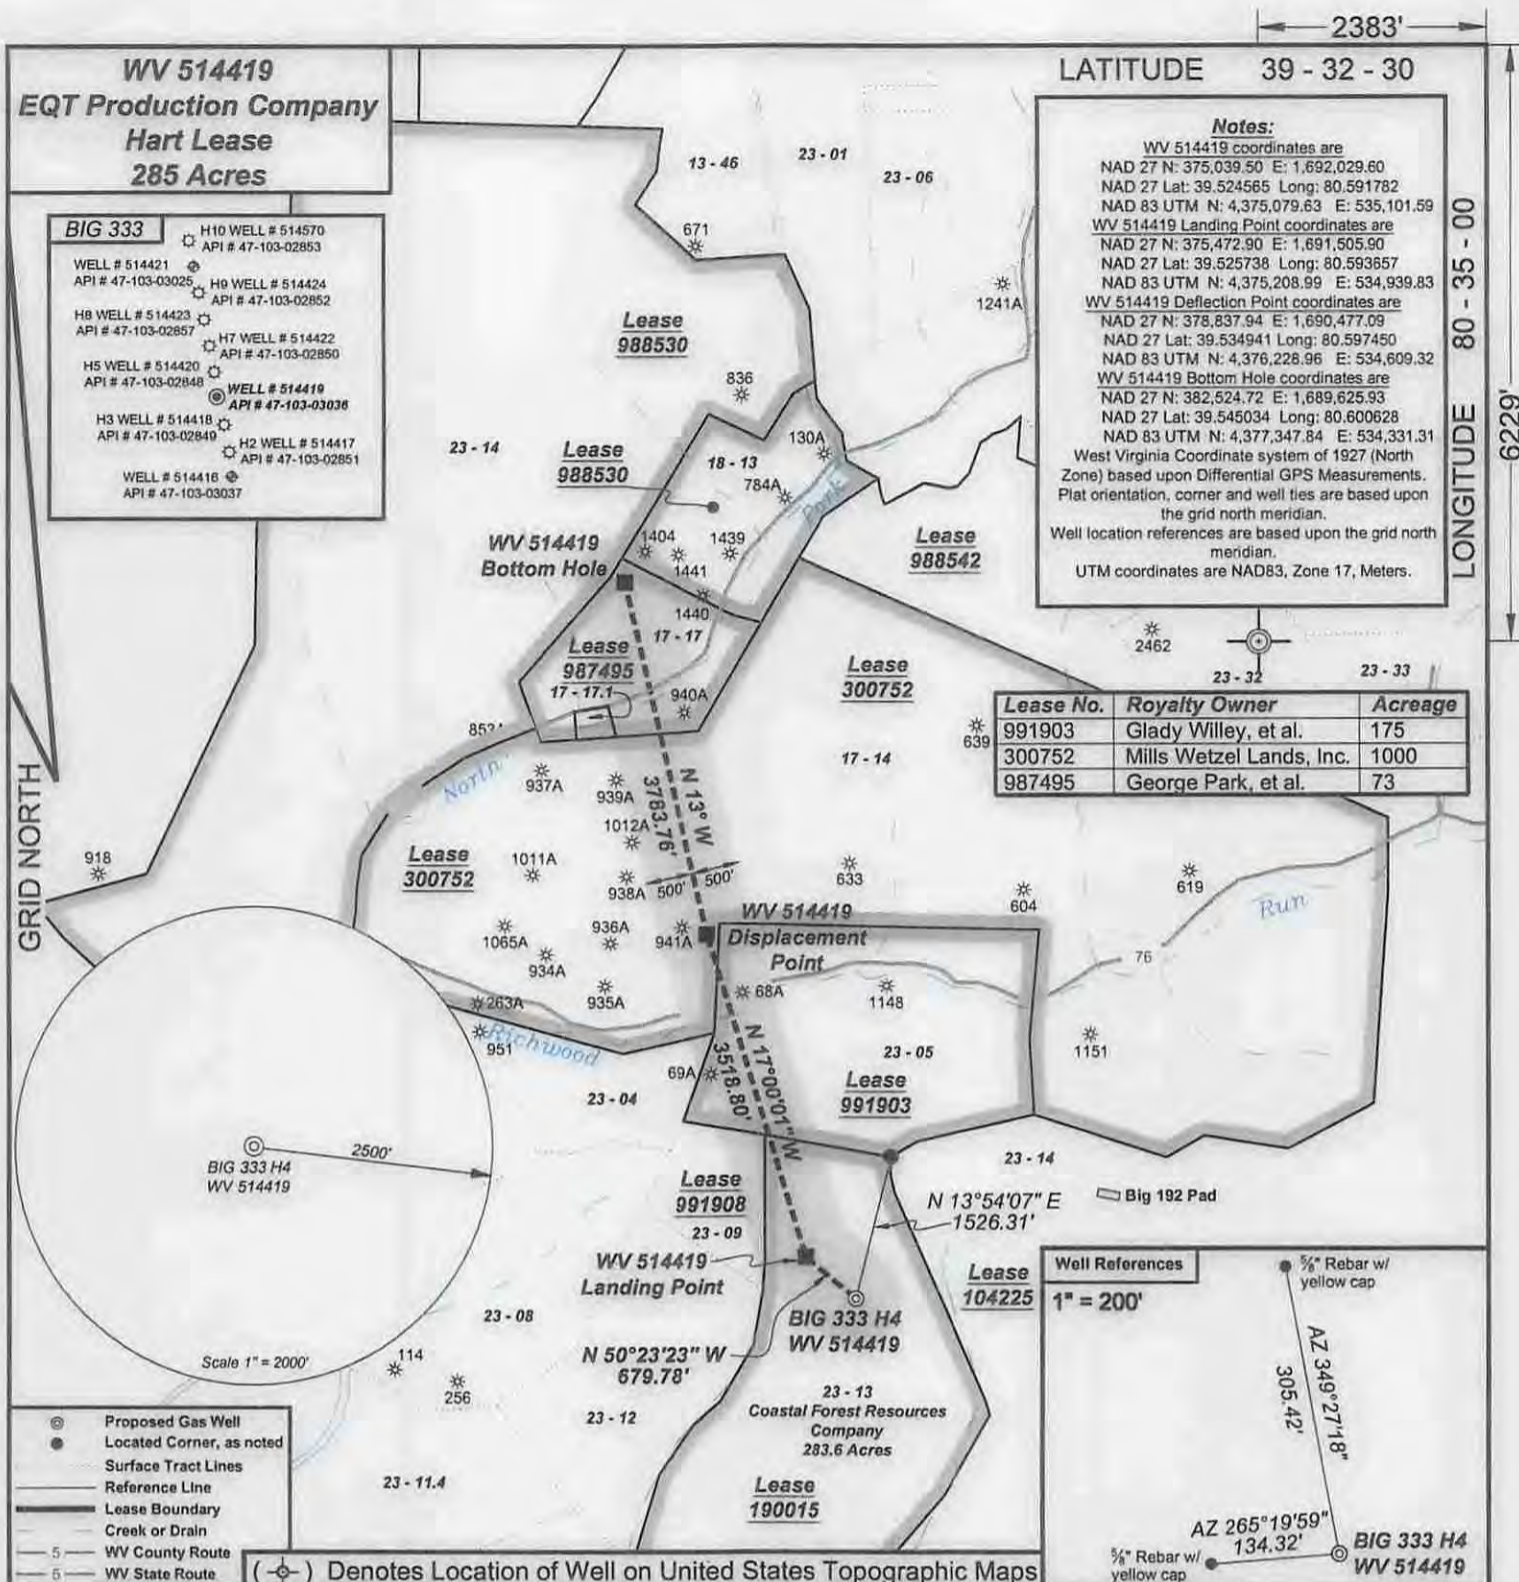 2383'
WV 514419
EQT Production Company
Hart Lease
285 Acres
LATITUDE 39 - 32 - 30
BIG 333
H10 WELL # 514570
API # 47-103-02853
WELL # 514421
API # 47-103-03025
H9 WELL # 514424
API # 47-103-02852
H8 WELL # 514423
API # 47-103-02857
H7 WELL # 514422
API # 47-103-02850
H5 WELL # 514420
API # 47-103-02848
WELL # 514419
API # 47-103-03036
H3 WELL # 514418
API # 47-103-02849
H2 WELL # 514417
API # 47-103-02851
WELL # 514416
API # 47-103-03037
Notes:
WV 514419 coordinates are
NAD 27 N: 375,039.50 E: 1,692,029.60
NAD 27 Lat: 39.524565 Long: 80.591782
NAD 83 UTM N: 4,375,079.63 E: 535,101.59
WV 514419 Landing Point coordinates are
NAD 27 N: 375,472.90 E: 1,691,505.90
NAD 27 Lat: 39.525738 Long: 80.593657
NAD 83 UTM N: 4,375,208.99 E: 534,939.83
WV 514419 Deflection Point coordinates are
NAD 27 N: 378,837.94 E: 1,690,477.09
NAD 27 Lat: 39.534941 Long: 80.597450
NAD 83 UTM N: 4,376,228.96 E: 534,609.32
WV 514419 Bottom Hole coordinates are
NAD 27 N: 382,524.72 E: 1,689,625.93
NAD 27 Lat: 39.545034 Long: 80.600628
NAD 83 UTM N: 4,377,347.84 E: 534,331.31
West Virginia Coordinate system of 1927 (North
Zone) based upon Differential GPS Measurements.
Plat orientation, corner and well ties are based upon
the grid north meridian.
Well location references are based upon the grid north
meridian.
UTM coordinates are NAD83, Zone 17, Meters.
LONGITUDE 80 - 35 - 00
6229'
13 - 46
23 - 01
23 - 06
671
1241A
Lease
988530
836
23 - 14
Lease
988530
130A
18 - 13
784A
Fork
1404
1439
1441
1440
WV 514419
Bottom Hole
Lease
988542
17 - 17
Lease
987495
17 - 17.1
940A
Lease
300752
2462
23 - 32
23 - 33
639
17 - 14
Lease No. Royalty Owner Acreage
991903 Glady Willey, et al. 175
300752 Mills Wetzel Lands, Inc. 1000
987495 George Park, et al. 73
GRID NORTH
North
937A
939A
1012A
1011A
938A
N 13° W
3783.76'
500' 500'
Lease
300752
918
633
604
619
Run
76
1065A
936A
934A
941A
935A
263A
951
Richwood
WV 514419
Displacement
Point
68A
1148
1151
23 - 05
Lease
991903
69A
N 17°00'01" W
3518.80'
23 - 04
2500'
BIG 333 H4
WV 514419
Scale 1" = 2000'
Lease
991908
23 - 09
WV 514419
Landing Point
23 - 14
Big 192 Pad
N 13°54'07" E
1526.31'
Lease
104225
BIG 333 H4
WV 514419
N 50°23'23" W
679.78'
23 - 08
114
256
23 - 12
23 - 11.4
23 - 13
Coastal Forest Resources
Company
283.6 Acres
Lease
190015
Well References
1" = 200'
⅝" Rebar w/
yellow cap
AZ 349°27'18"
305.42'
AZ 265°19'59"
134.32'
⅝" Rebar w/
yellow cap
BIG 333 H4
WV 514419
Proposed Gas Well
Located Corner, as noted
Surface Tract Lines
Reference Line
Lease Boundary
Creek or Drain
5 WV County Route
5 WV State Route
( ) Denotes Location of Well on United States Topographic Maps